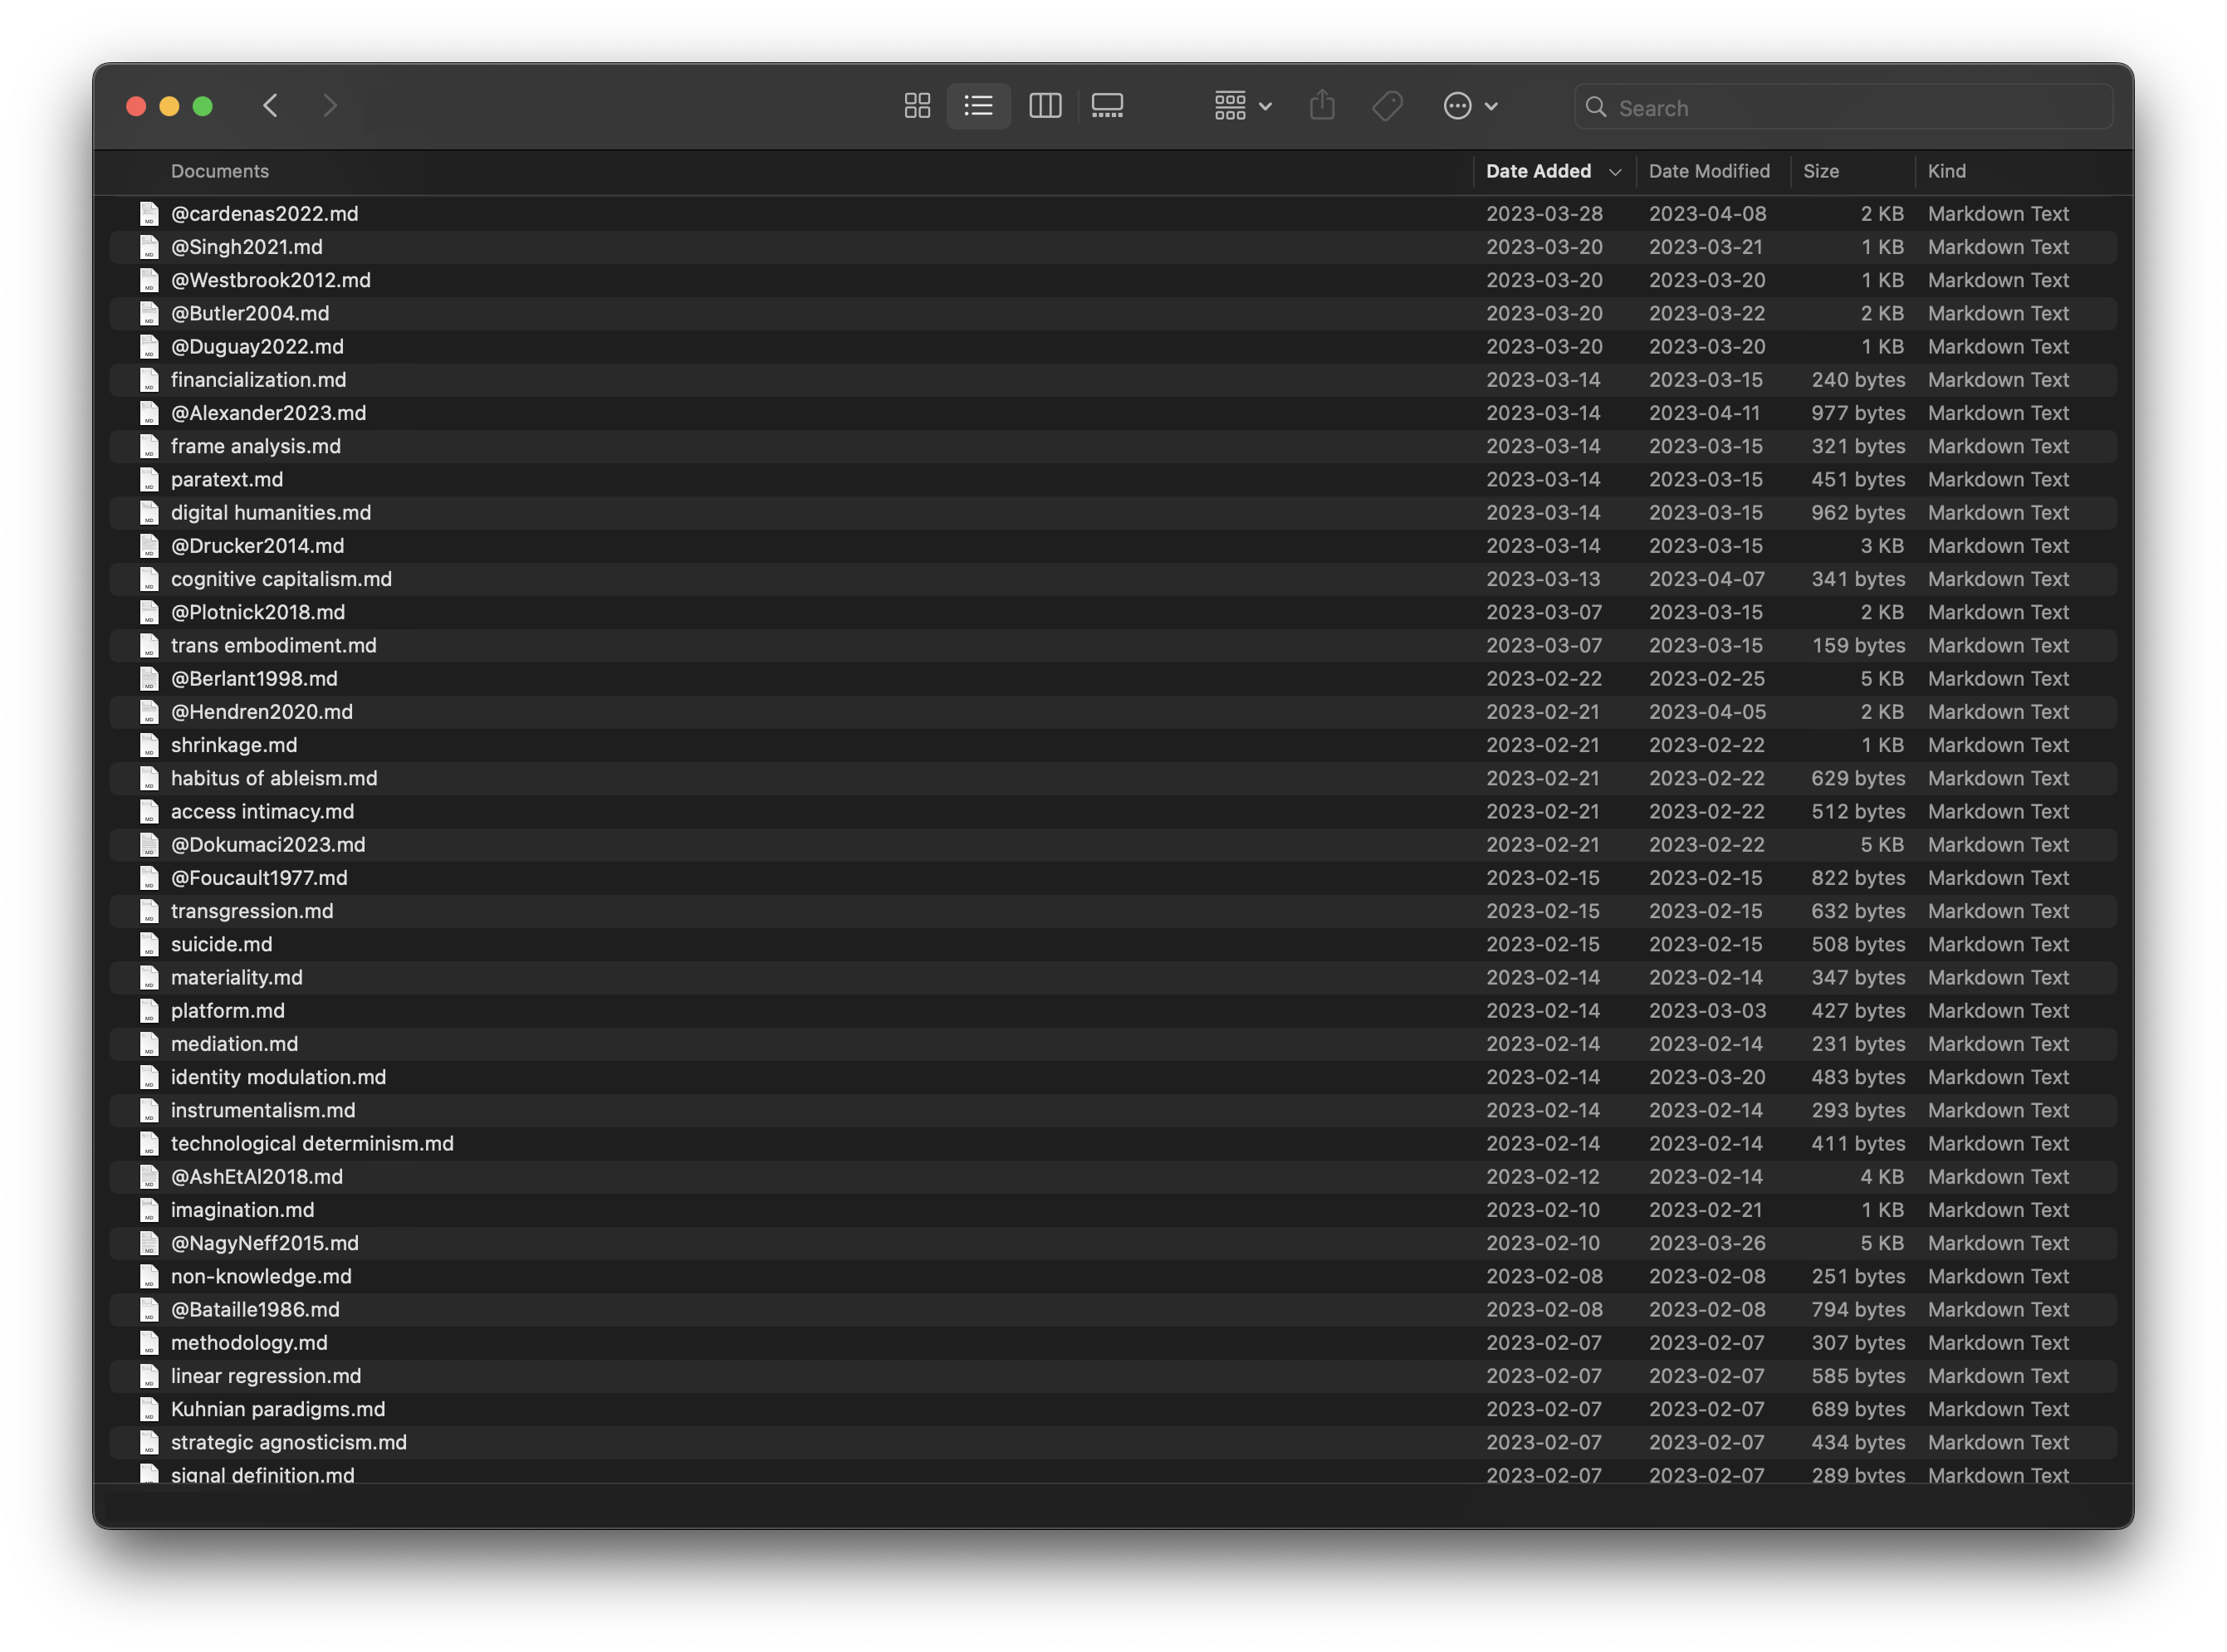 Search
Documents Date Added Date Modified Size Kind
@cardenas2022.md 2023-03-28 2023-04-08 2 KB Markdown Text
@Singh2021.md 2023-03-20 2023-03-21 1 KB Markdown Text
@Westbrook2012.md 2023-03-20 2023-03-20 1 KB Markdown Text
@Butler2004.md 2023-03-20 2023-03-22 2 KB Markdown Text
@Duguay2022.md 2023-03-20 2023-03-20 1 KB Markdown Text
financialization.md 2023-03-14 2023-03-15 240 bytes Markdown Text
@Alexander2023.md 2023-03-14 2023-04-11 977 bytes Markdown Text
frame analysis.md 2023-03-14 2023-03-15 321 bytes Markdown Text
paratext.md 2023-03-14 2023-03-15 451 bytes Markdown Text
digital humanities.md 2023-03-14 2023-03-15 962 bytes Markdown Text
@Drucker2014.md 2023-03-14 2023-03-15 3 KB Markdown Text
cognitive capitalism.md 2023-03-13 2023-04-07 341 bytes Markdown Text
@Plotnick2018.md 2023-03-07 2023-03-15 2 KB Markdown Text
trans embodiment.md 2023-03-07 2023-03-15 159 bytes Markdown Text
@Berlant1998.md 2023-02-22 2023-02-25 5 KB Markdown Text
@Hendren2020.md 2023-02-21 2023-04-05 2 KB Markdown Text
shrinkage.md 2023-02-21 2023-02-22 1 KB Markdown Text
habitus of ableism.md 2023-02-21 2023-02-22 629 bytes Markdown Text
access intimacy.md 2023-02-21 2023-02-22 512 bytes Markdown Text
@Dokumaci2023.md 2023-02-21 2023-02-22 5 KB Markdown Text
@Foucault1977.md 2023-02-15 2023-02-15 822 bytes Markdown Text
transgression.md 2023-02-15 2023-02-15 632 bytes Markdown Text
suicide.md 2023-02-15 2023-02-15 508 bytes Markdown Text
materiality.md 2023-02-14 2023-02-14 347 bytes Markdown Text
platform.md 2023-02-14 2023-03-03 427 bytes Markdown Text
mediation.md 2023-02-14 2023-02-14 231 bytes Markdown Text
identity modulation.md 2023-02-14 2023-03-20 483 bytes Markdown Text
instrumentalism.md 2023-02-14 2023-02-14 293 bytes Markdown Text
technological determinism.md 2023-02-14 2023-02-14 411 bytes Markdown Text
@AshEtAl2018.md 2023-02-12 2023-02-14 4 KB Markdown Text
imagination.md 2023-02-10 2023-02-21 1 KB Markdown Text
@NagyNeff2015.md 2023-02-10 2023-03-26 5 KB Markdown Text
non-knowledge.md 2023-02-08 2023-02-08 251 bytes Markdown Text
@Bataille1986.md 2023-02-08 2023-02-08 794 bytes Markdown Text
methodology.md 2023-02-07 2023-02-07 307 bytes Markdown Text
linear regression.md 2023-02-07 2023-02-07 585 bytes Markdown Text
Kuhnian paradigms.md 2023-02-07 2023-02-07 689 bytes Markdown Text
strategic agnosticism.md 2023-02-07 2023-02-07 434 bytes Markdown Text
signal definition.md 2023-02-07 2023-02-07 289 bytes Markdown Text